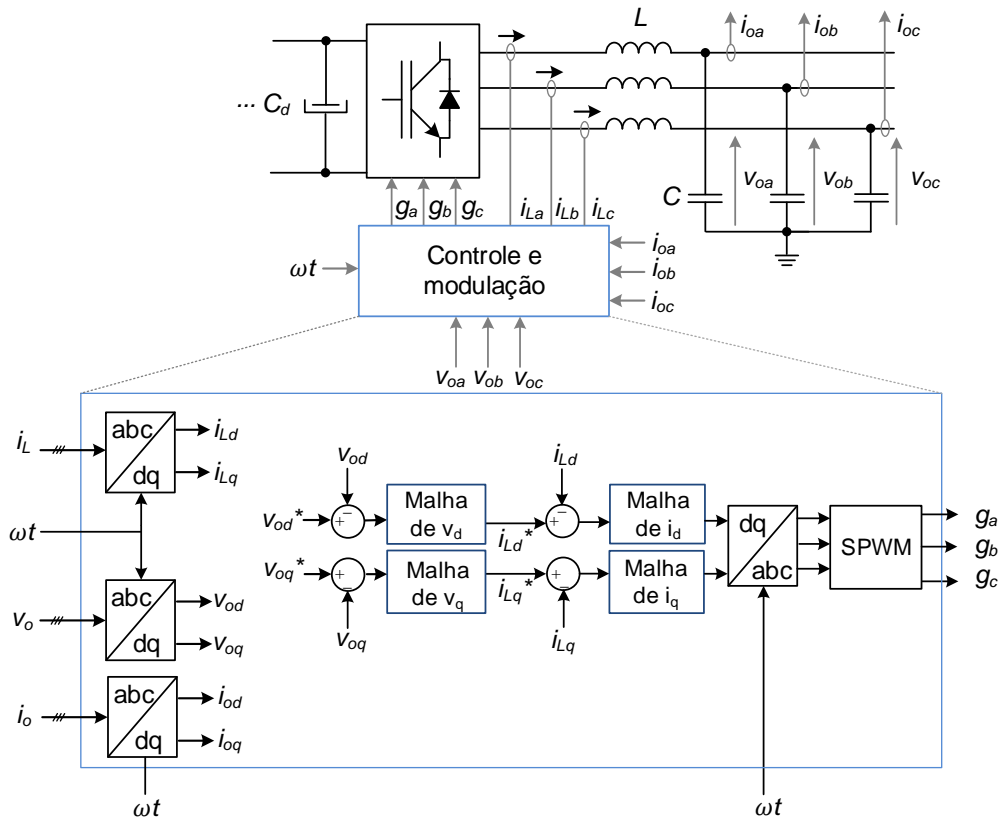 L
i_oa
i_ob
i_oc
... C_d
g_a g_b g_c
i_La i_Lb i_Lc
C
v_oa
v_ob
v_oc
ωt
Controle e
modulação
i_oa
i_ob
i_oc
v_oa v_ob v_oc
i_L
abc
dq
i_Ld
i_Lq
ωt
v_o
abc
dq
v_od
v_oq
i_o
abc
dq
i_od
i_oq
ωt
v_od
v_od*
+ −
Malha
de v_d
i_Ld*
i_Ld
+ −
Malha
de i_d
v_oq*
+ −
v_oq
Malha
de v_q
i_Lq*
+ −
i_Lq
Malha
de i_q
dq
abc
ωt
SPWM
g_a
g_b
g_c